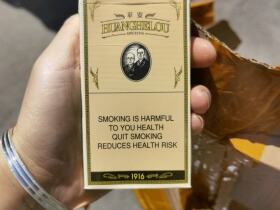 HUANGHELOU
SMOKING IS HARMFUL
TO YOU HEALTH
QUIT SMOKING
REDUCES HEALTH RISK
1916